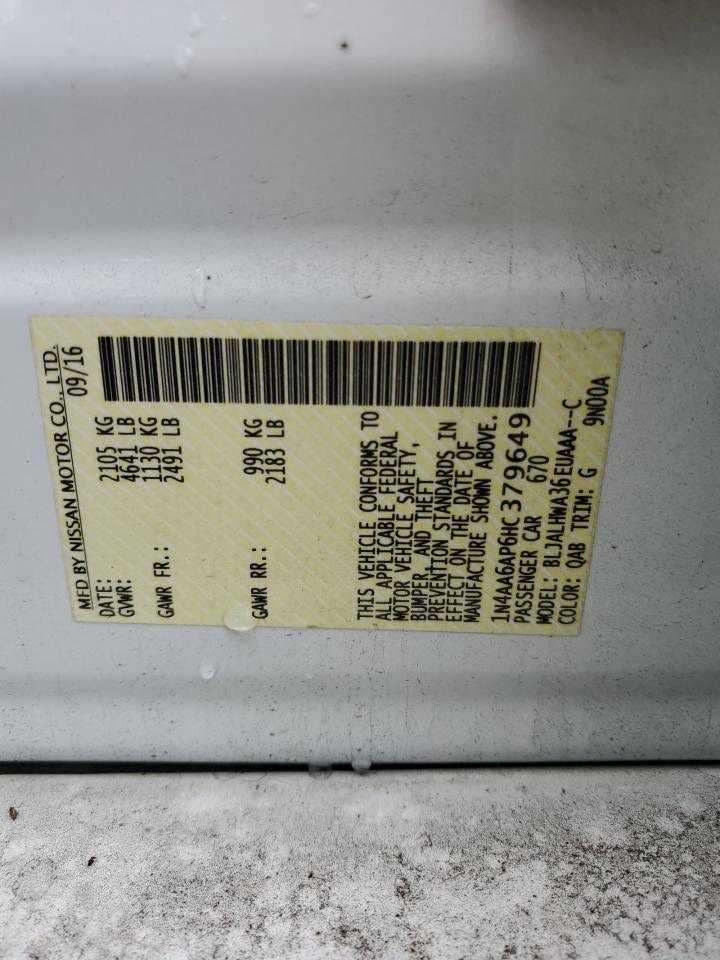 MFD BY NISSAN MOTOR CO., LTD.
DATE: 09/16
GVWR: 2105 KG
4641 LB
GAWR FR.: 1130 KG
2491 LB
GAWR RR.: 990 KG
2183 LB
THIS VEHICLE CONFORMS TO
ALL APPLICABLE FEDERAL
MOTOR VEHICLE SAFETY,
BUMPER, AND THEFT
PREVENTION STANDARDS IN
EFFECT ON THE DATE OF
MANUFACTURE SHOWN ABOVE.
1N4AA6AP6HC379649
PASSENGER CAR 670
MODEL: BLJALHWA36EUAAA--C
COLOR: QAB TRIM: G 9N00A